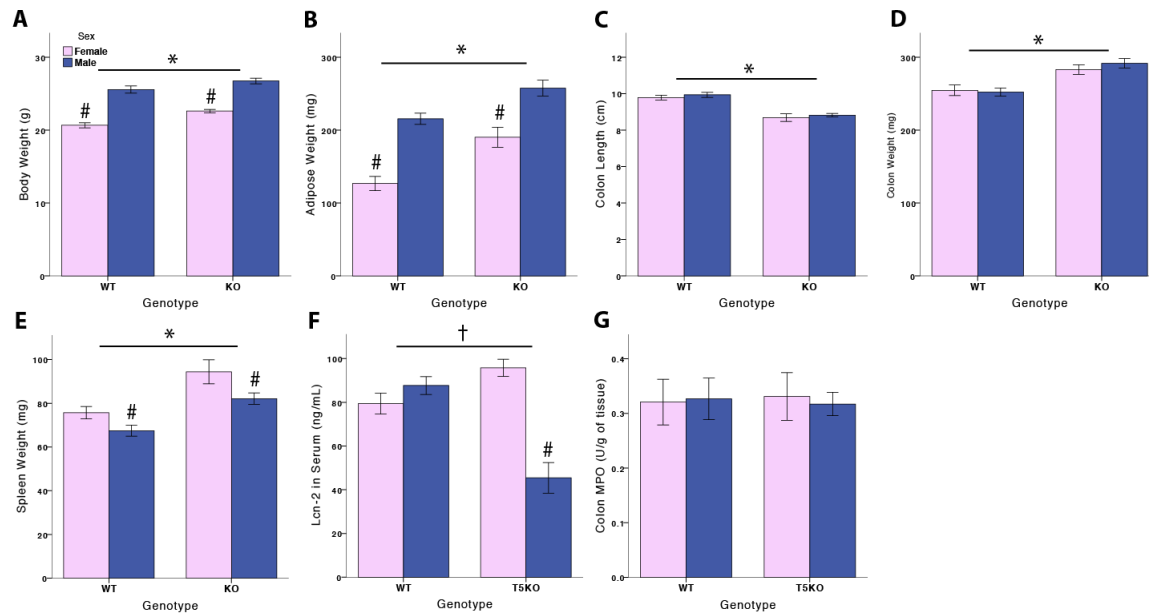 A
Sex
Female
Male
*
30
20
10
0
#
#
Body Weight (g)
WT
KO
Genotype
B
*
300
200
100
0
#
#
Adipose Weight (mg)
WT
KO
Genotype
C
*
12
10
8
6
4
2
0
Colon Length (cm)
WT
KO
Genotype
D
*
300
200
100
0
Colon Weight (mg)
WT
KO
Genotype
E
*
100
80
60
40
20
0
#
#
Spleen Weight (mg)
WT
KO
Genotype
F
†
100
80
60
40
20
0
#
Lcn-2 in Serum (ng/mL)
WT
T5KO
Genotype
G
0.4
0.3
0.2
0.1
0.0
Colon MPO (U/g of tissue)
WT
T5KO
Genotype